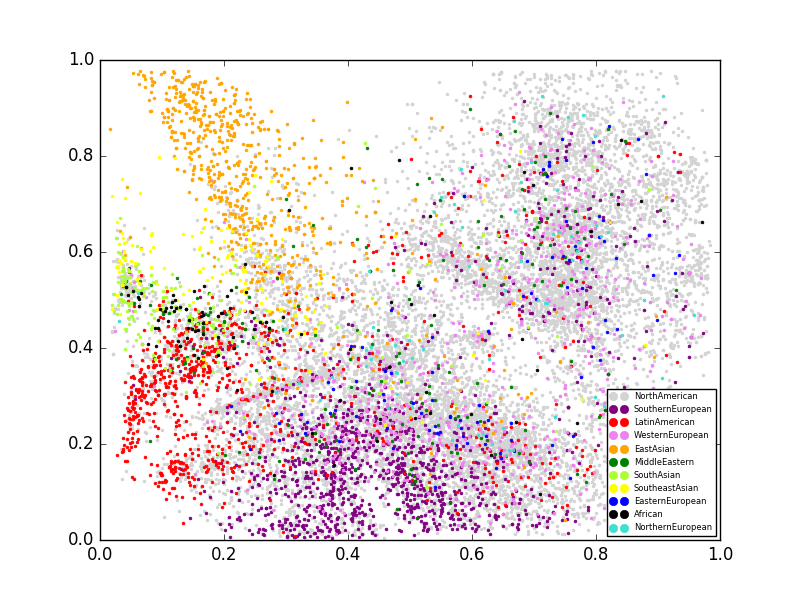 1.0
0.8
0.6
0.4
0.2
0.0
0.0 0.2 0.4 0.6 0.8 1.0
NorthAmerican
SouthernEuropean
LatinAmerican
WesternEuropean
EastAsian
MiddleEastern
SouthAsian
SoutheastAsian
EasternEuropean
African
NorthernEuropean